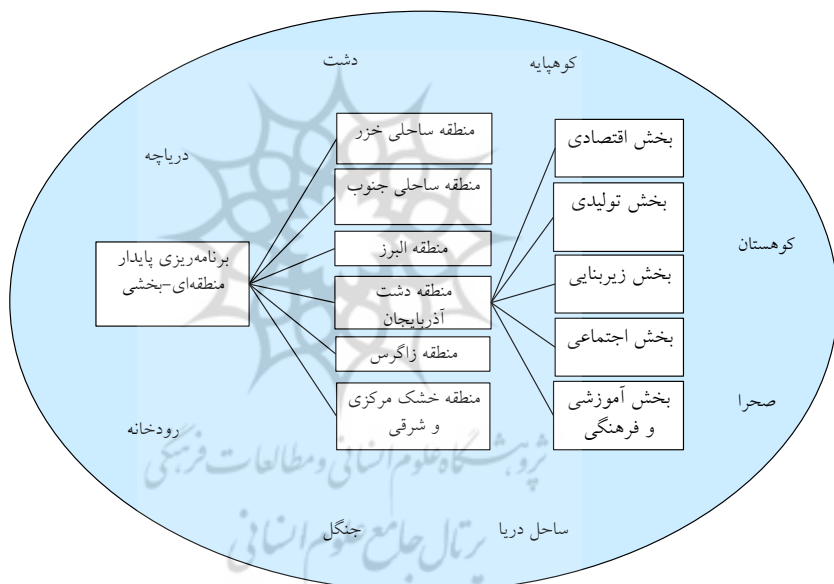 دشت
کوهپایه
دریاچه
کوهستان
صحرا
رودخانه
جنگل
ساحل دریا
بخش اقتصادی
بخش تولیدی
بخش زیربنایی
بخش اجتماعی
بخش آموزشی
و فرهنگی
منطقه ساحلی خزر
منطقه ساحلی جنوب
منطقه البرز
منطقه دشت
آذربایجان
منطقه زاگرس
منطقه خشک مرکزی
و شرقی
برنامه‌ریزی پایدار
منطقه‌ای-بخشی
پژوهشگاه علوم انسانی و مطالعات فرهنگی
پرتال جامع علوم انسانی